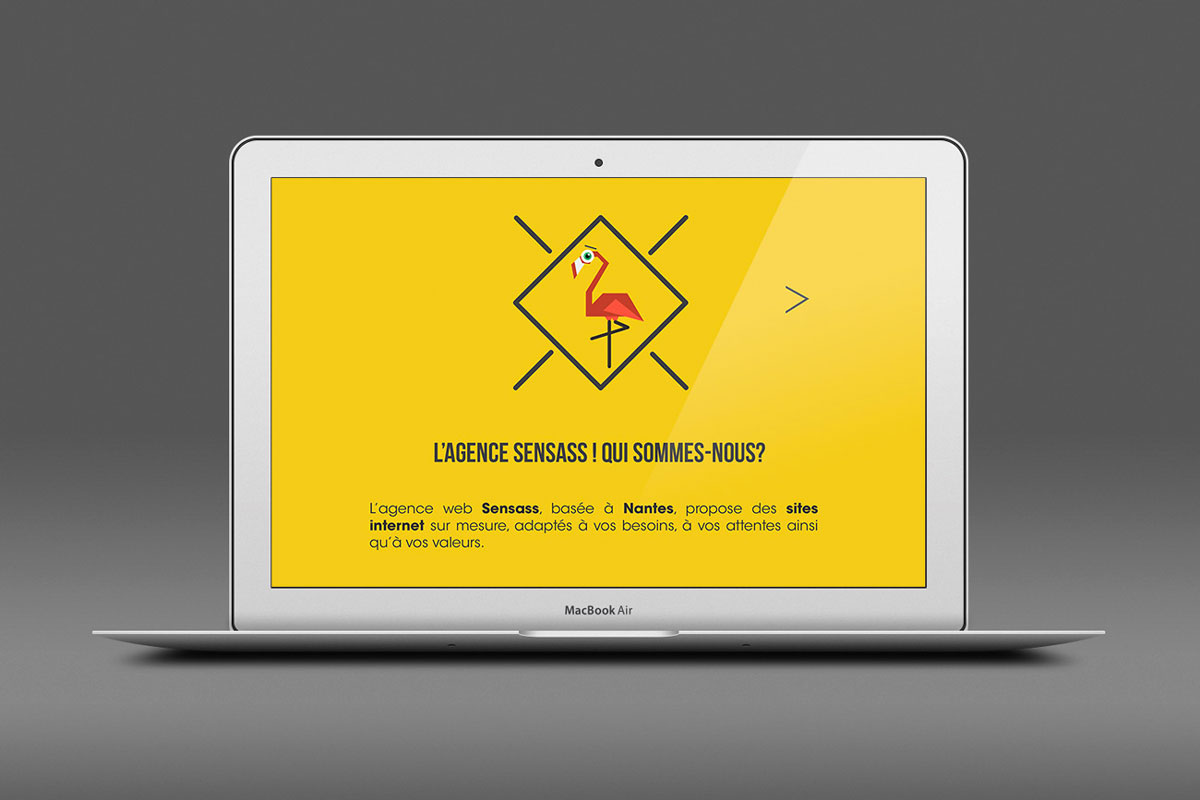 L'AGENCE SENSASS ! QUI SOMMES-NOUS?
L'agence web Sensass, basée à Nantes, propose des sites
internet sur mesure, adaptés à vos besoins, à vos attentes ainsi
qu'à vos valeurs.
MacBook Air